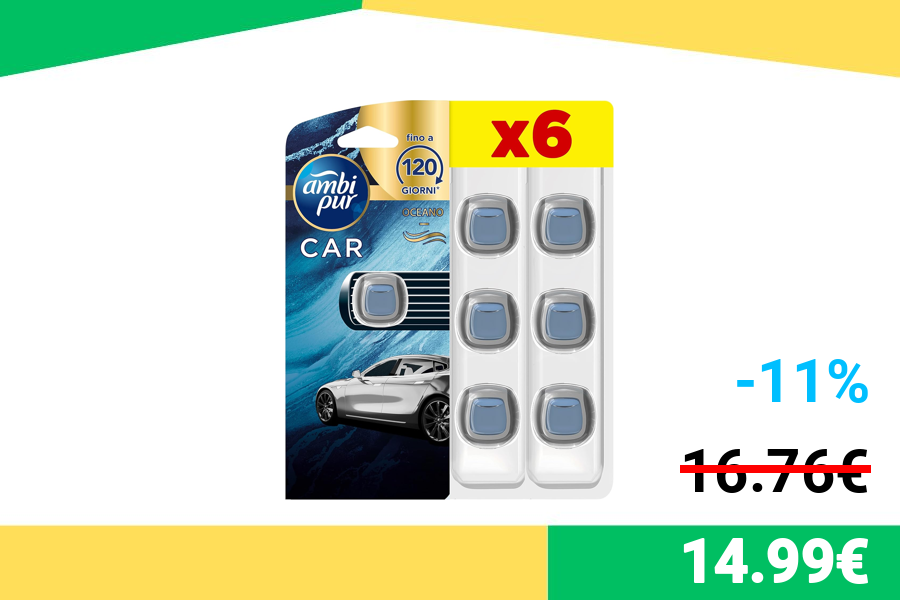 x6
fino a
120
GIORNI*
ambi
pur
OCEANO
CAR
-11%
16.76€
14.99€